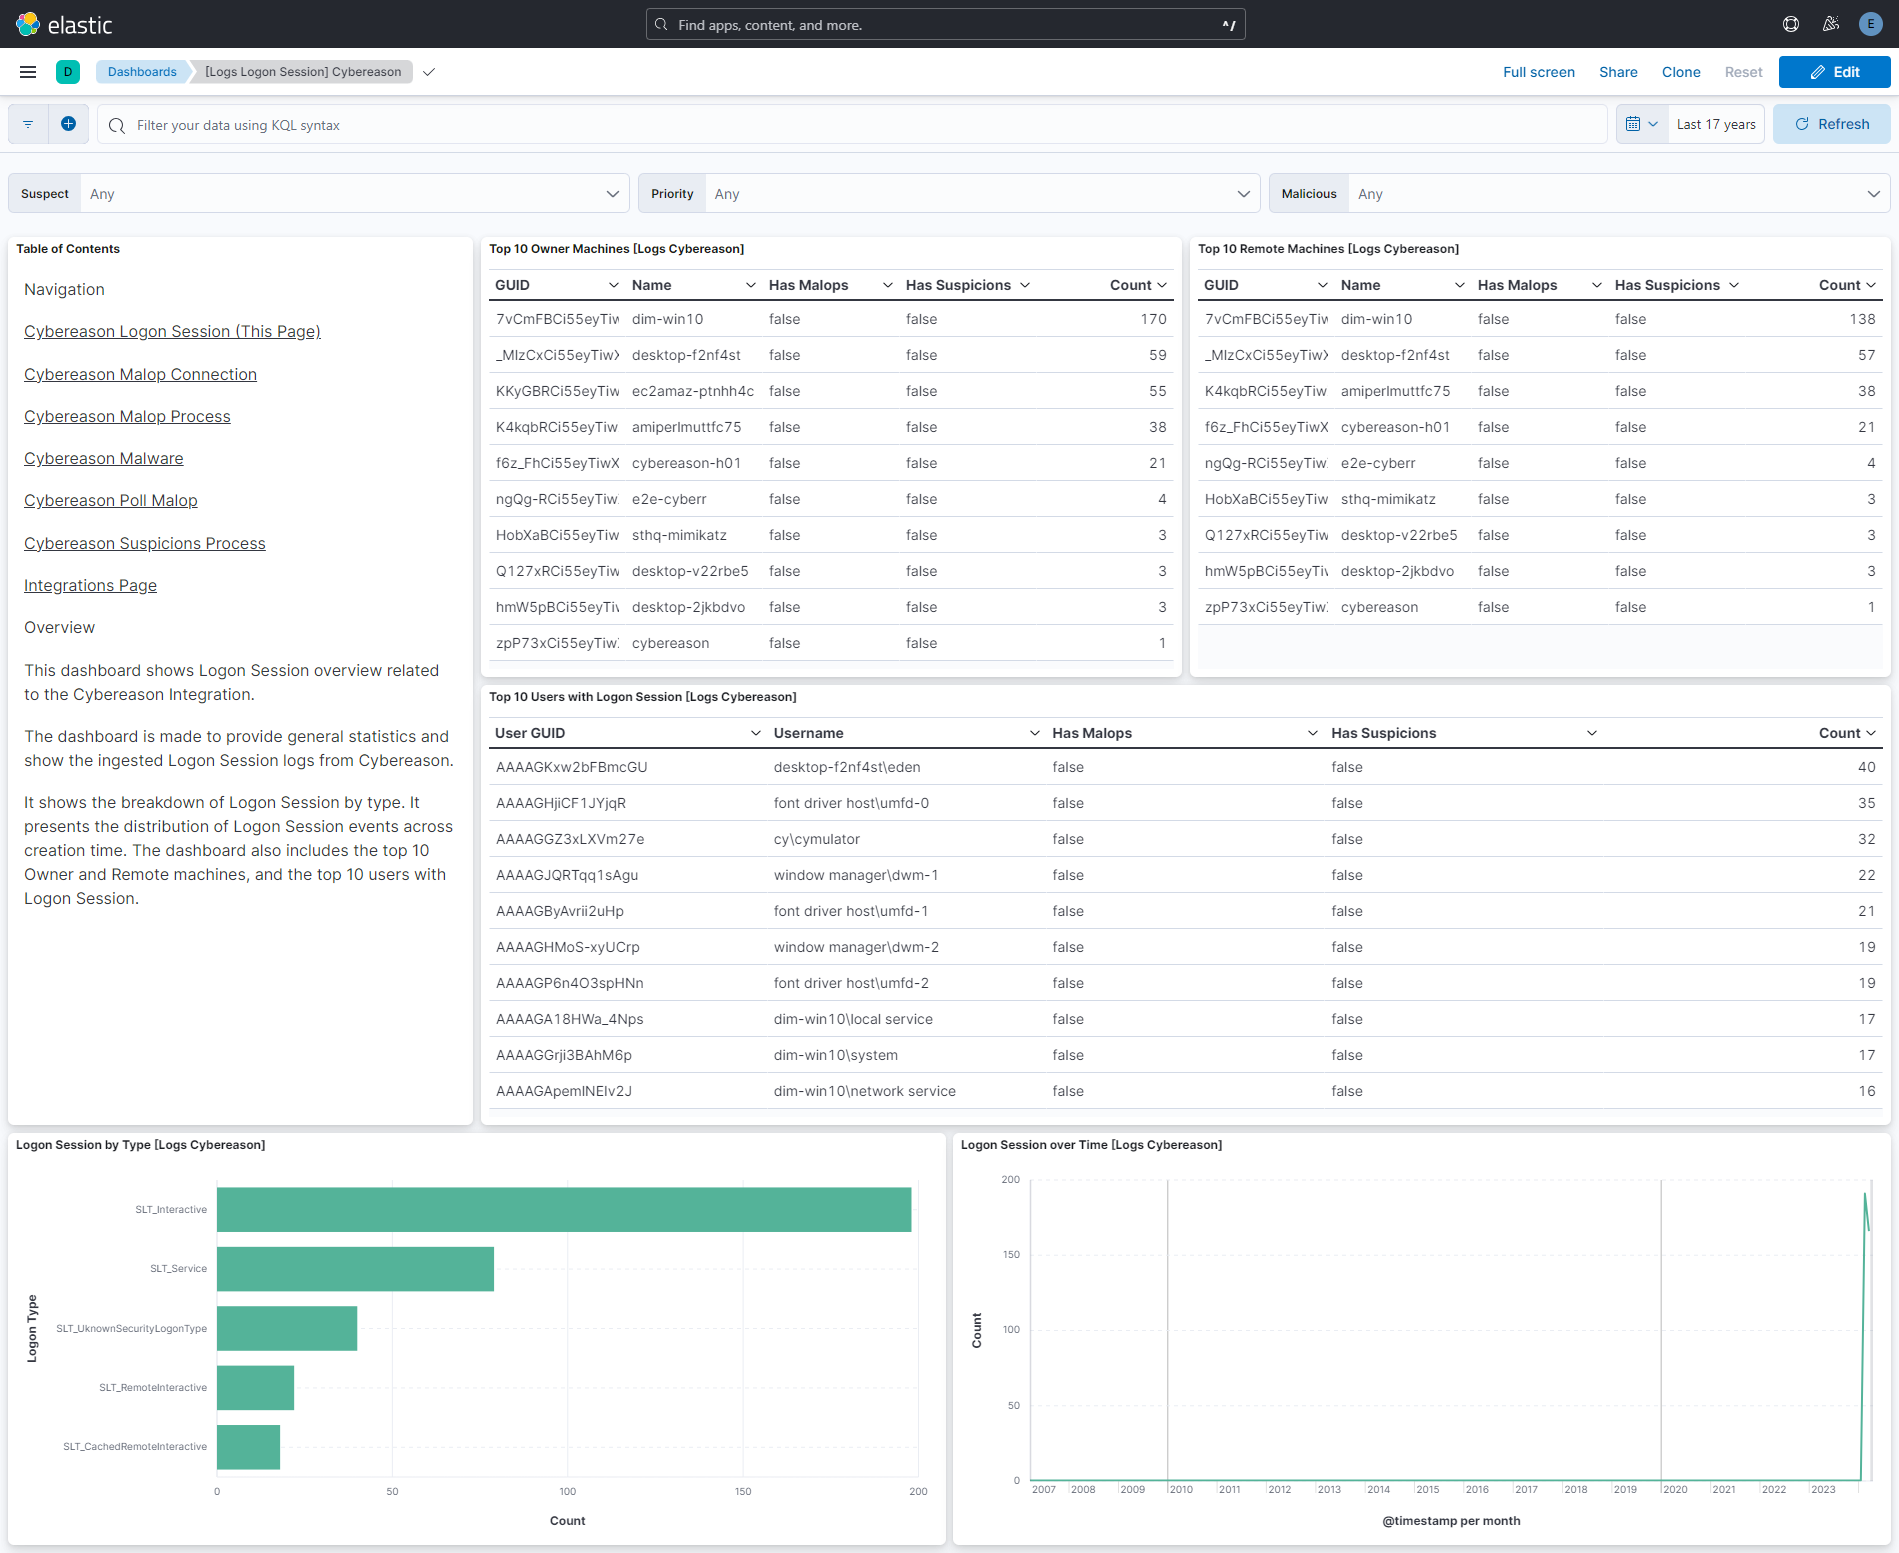 elastic
Find apps, content, and more.
^/
E
D
Dashboards
[Logs Logon Session] Cybereason
Full screen
Share
Clone
Reset
Edit
Filter your data using KQL syntax
Last 17 years
Refresh
Suspect Any
Priority Any
Malicious Any
Table of Contents
Navigation
Cybereason Logon Session (This Page)
Cybereason Malop Connection
Cybereason Malop Process
Cybereason Malware
Cybereason Poll Malop
Cybereason Suspicions Process
Integrations Page
Overview
This dashboard shows Logon Session overview related
to the Cybereason Integration.
The dashboard is made to provide general statistics and
show the ingested Logon Session logs from Cybereason.
It shows the breakdown of Logon Session by type. It
presents the distribution of Logon Session events across
creation time. The dashboard also includes the top 10
Owner and Remote machines, and the top 10 users with
Logon Session.
Top 10 Owner Machines [Logs Cybereason]
GUID Name Has Malops Has Suspicions Count
7vCmFBCi55eyTiw dim-win10 false false 170
_MIzCxCi55eyTiwX desktop-f2nf4st false false 59
KKyGBRCi55eyTiw ec2amaz-ptnhh4c false false 55
K4kqbRCi55eyTiw amiperlmuttfc75 false false 38
f6z_FhCi55eyTiwX cybereason-h01 false false 21
ngQg-RCi55eyTiw e2e-cyberr false false 4
HobXaBCi55eyTiw sthq-mimikatz false false 3
Q127xRCi55eyTiw desktop-v22rbe5 false false 3
hmW5pBCi55eyTiw desktop-2jkbdvo false false 3
zpP73xCi55eyTiw cybereason false false 1
Top 10 Remote Machines [Logs Cybereason]
GUID Name Has Malops Has Suspicions Count
7vCmFBCi55eyTiw dim-win10 false false 138
_MIzCxCi55eyTiwX desktop-f2nf4st false false 57
K4kqbRCi55eyTiw amiperlmuttfc75 false false 38
f6z_FhCi55eyTiwX cybereason-h01 false false 21
ngQg-RCi55eyTiw e2e-cyberr false false 4
HobXaBCi55eyTiw sthq-mimikatz false false 3
Q127xRCi55eyTiw desktop-v22rbe5 false false 3
hmW5pBCi55eyTiw desktop-2jkbdvo false false 3
zpP73xCi55eyTiw cybereason false false 1
Top 10 Users with Logon Session [Logs Cybereason]
User GUID Username Has Malops Has Suspicions Count
AAAAGKxw2bFBmcGU desktop-f2nf4st\eden false false 40
AAAAGHjiCF1JYjqR font driver host\umfd-0 false false 35
AAAAGGZ3xLXVm27e cy\cymulator false false 32
AAAAGJQRTqq1sAgu window manager\dwm-1 false false 22
AAAAGByAvrii2uHp font driver host\umfd-1 false false 21
AAAAGHMoS-xyUCrp window manager\dwm-2 false false 19
AAAAGP6n4O3spHNn font driver host\umfd-2 false false 19
AAAAGA18HWa_4Nps dim-win10\local service false false 17
AAAAGGrji3BAhM6p dim-win10\system false false 17
AAAAGApemINEIv2J dim-win10\network service false false 16
Logon Session by Type [Logs Cybereason]
Logon Type
SLT_Interactive
SLT_Service
SLT_UknownSecurityLogonType
SLT_RemoteInteractive
SLT_CachedRemoteInteractive
0 50 100 150 200
Count
Logon Session over Time [Logs Cybereason]
Count
200
150
100
50
0
2007 2008 2009 2010 2011 2012 2013 2014 2015 2016 2017 2018 2019 2020 2021 2022 2023
@timestamp per month